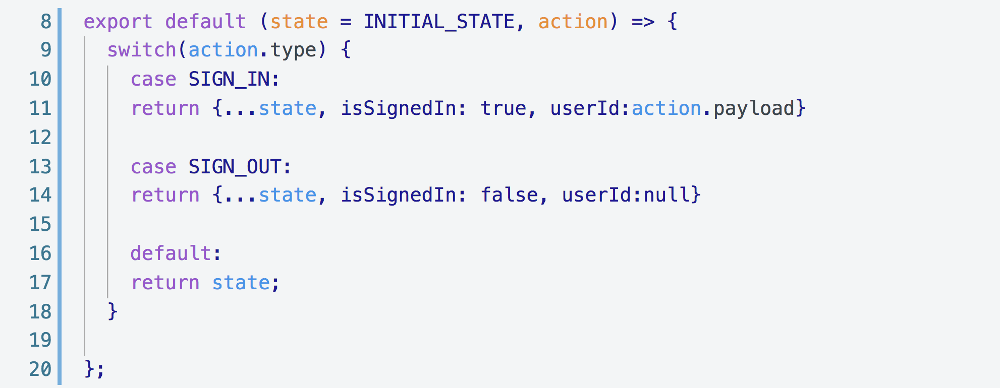 8 export default (state = INITIAL_STATE, action) => {
9 switch(action.type) {
10 case SIGN_IN:
11 return {...state, isSignedIn: true, userId:action.payload}
12
13 case SIGN_OUT:
14 return {...state, isSignedIn: false, userId:null}
15
16 default:
17 return state;
18 }
19
20 };